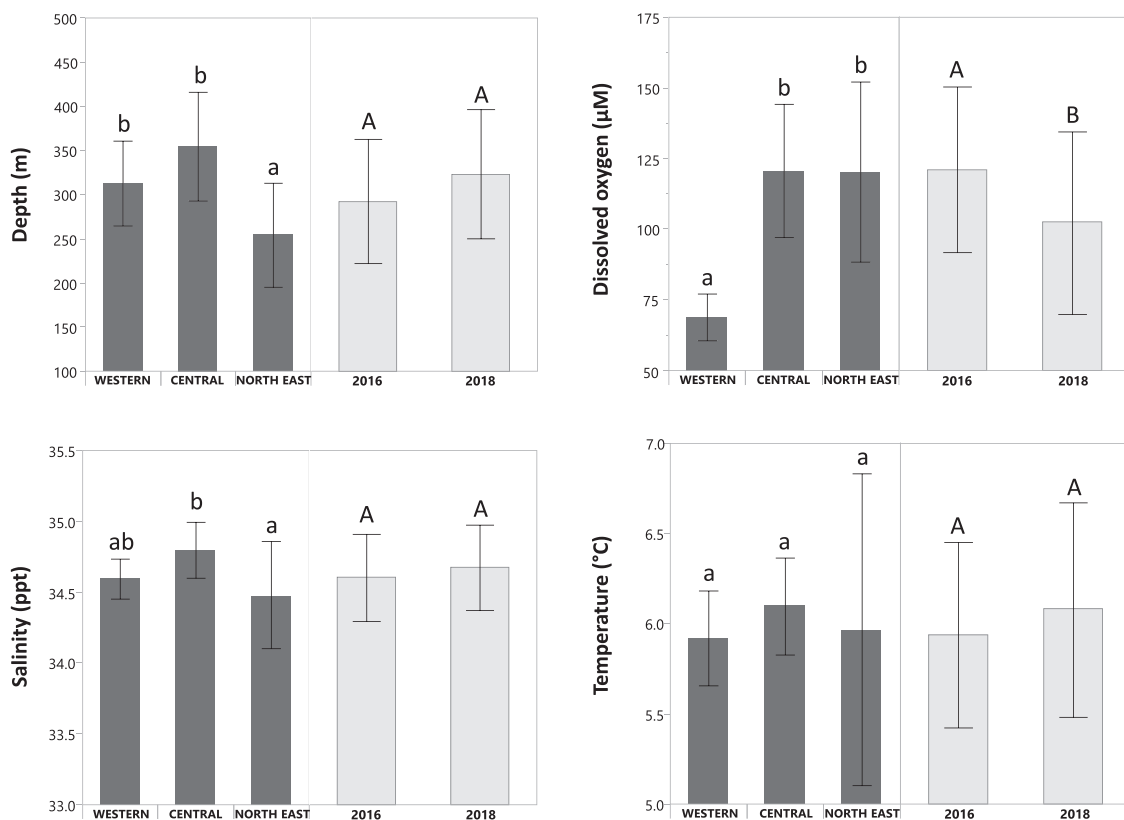 500
450
400
350
300
250
200
150
100
Depth (m)
b
b
a
A
A
WESTERN CENTRAL NORTH EAST 2016 2018
175
150
125
100
75
50
Dissolved oxygen (µM)
a
b
b
A
B
WESTERN CENTRAL NORTH EAST 2016 2018
35.5
35.0
34.5
34.0
33.5
33.0
Salinity (ppt)
ab
b
a
A
A
WESTERN CENTRAL NORTH EAST 2016 2018
7.0
6.5
6.0
5.5
5.0
Temperature (°C)
a
a
a
A
A
WESTERN CENTRAL NORTH EAST 2016 2018